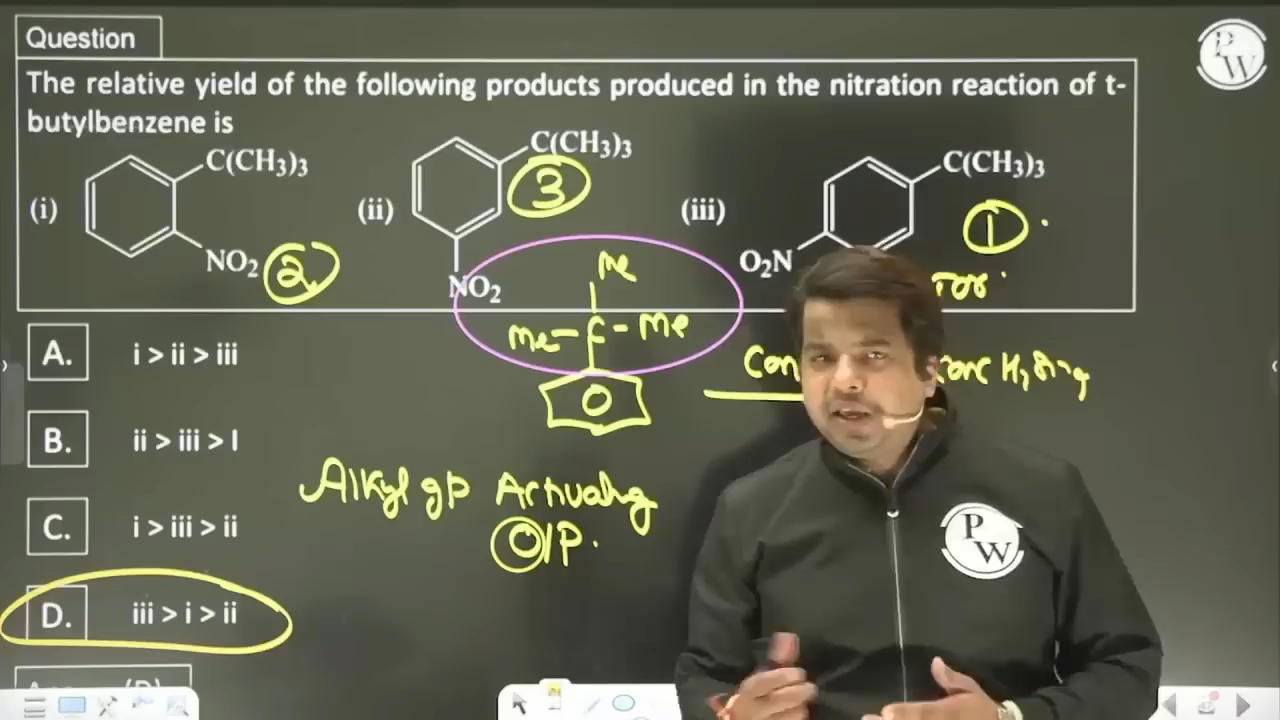 Question
P
W
The relative yield of the following products produced in the nitration reaction of t-
butylbenzene is
(i) C(CH3)3 NO2 2
(ii) C(CH3)3 3 NO2
(iii) C(CH3)3 1 O2N
Me
Me-C-Me
Con conc
A. i > ii > iii
B. ii > iii > I
C. i > iii > ii
D. iii > i > ii
Alkyl gp
O/P.
P
W
(D)